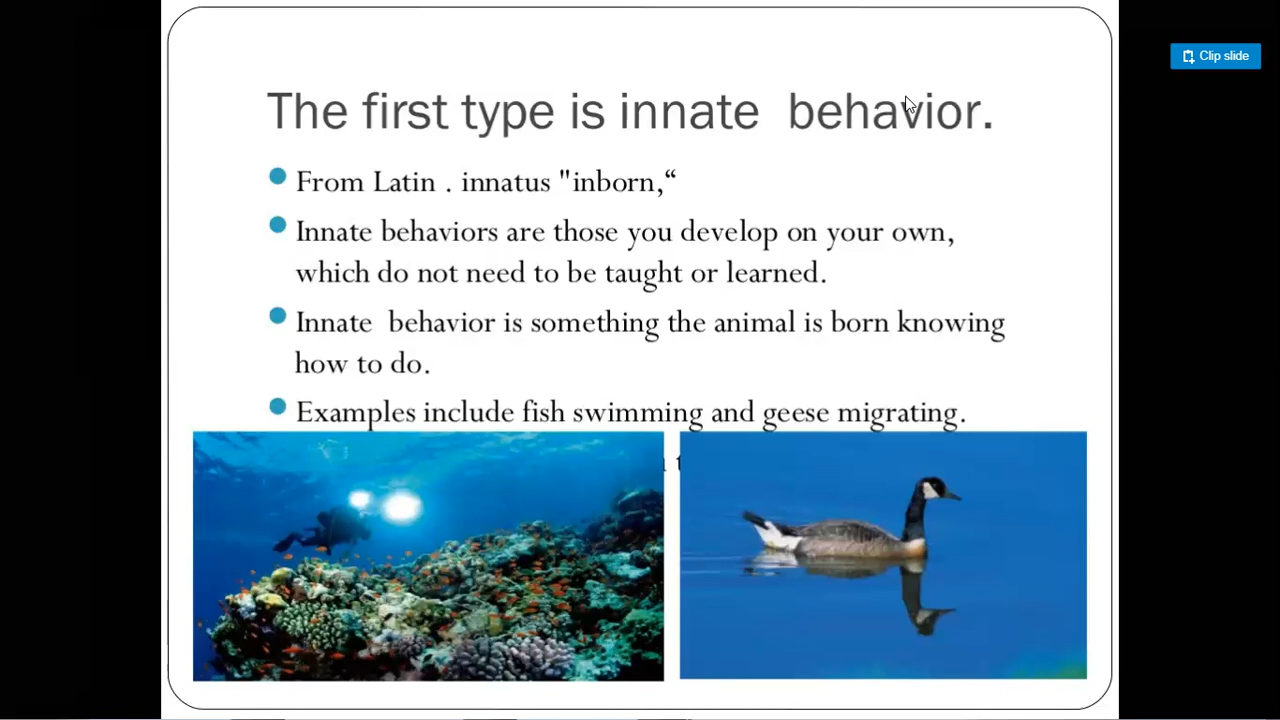 Clip slide
The first type is innate behavior.
From Latin . innatus "inborn,“
Innate behaviors are those you develop on your own,
which do not need to be taught or learned.
Innate behavior is something the animal is born knowing
how to do.
Examples include fish swimming and geese migrating.